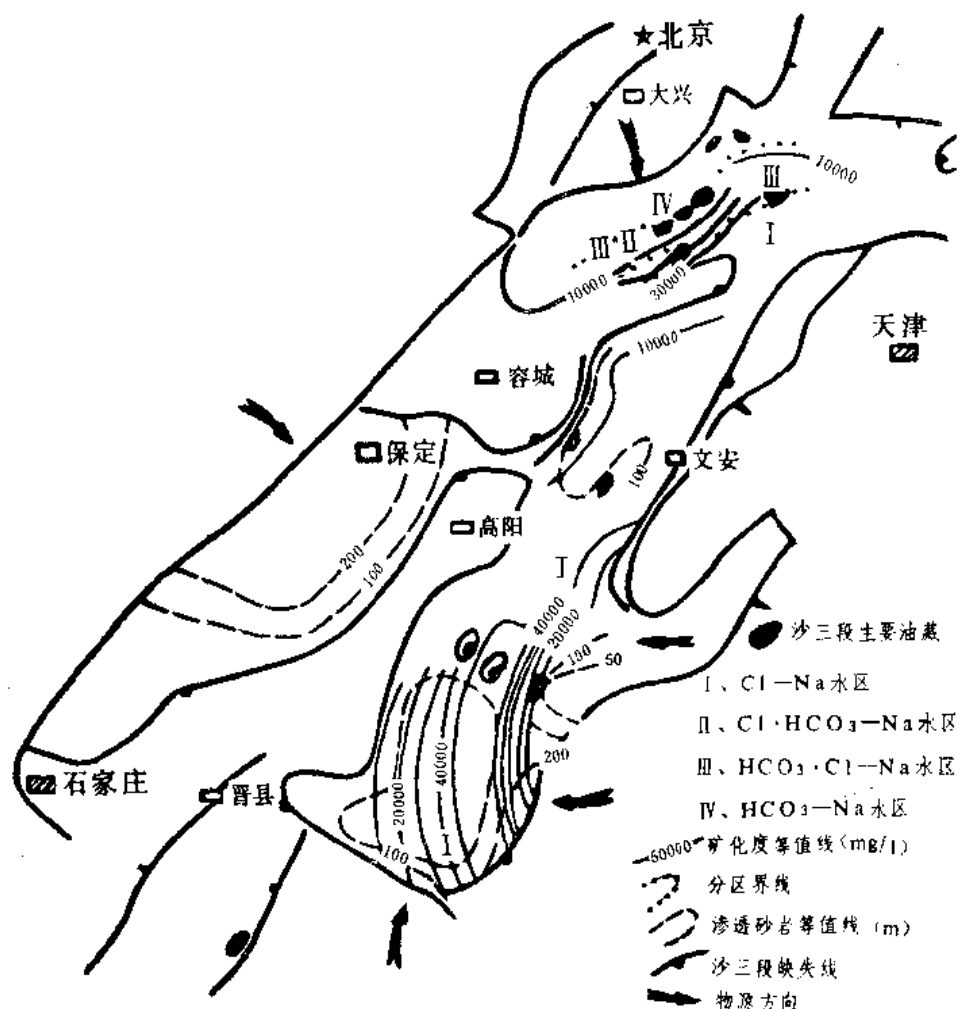 ★北京
大兴
10000
Ⅲ
Ⅳ
Ⅰ
Ⅲ·Ⅱ
10000
30000
天津
10000
容城
保定
文安
100
高阳
200
100
Ⅰ
40000
20000
100
50
沙三段主要油藏
Ⅰ、Cl—Na水区
Ⅱ、Cl·HCO₃—Na水区
Ⅲ、HCO₃·Cl—Na水区
Ⅳ、HCO₃—Na水区
50000 矿化度等值线(mg/l)
分区界线
渗透砂岩等值线 (m)
沙三段缺失线
物源方向
200
石家庄
晋县
40000
20000
Ⅰ
100